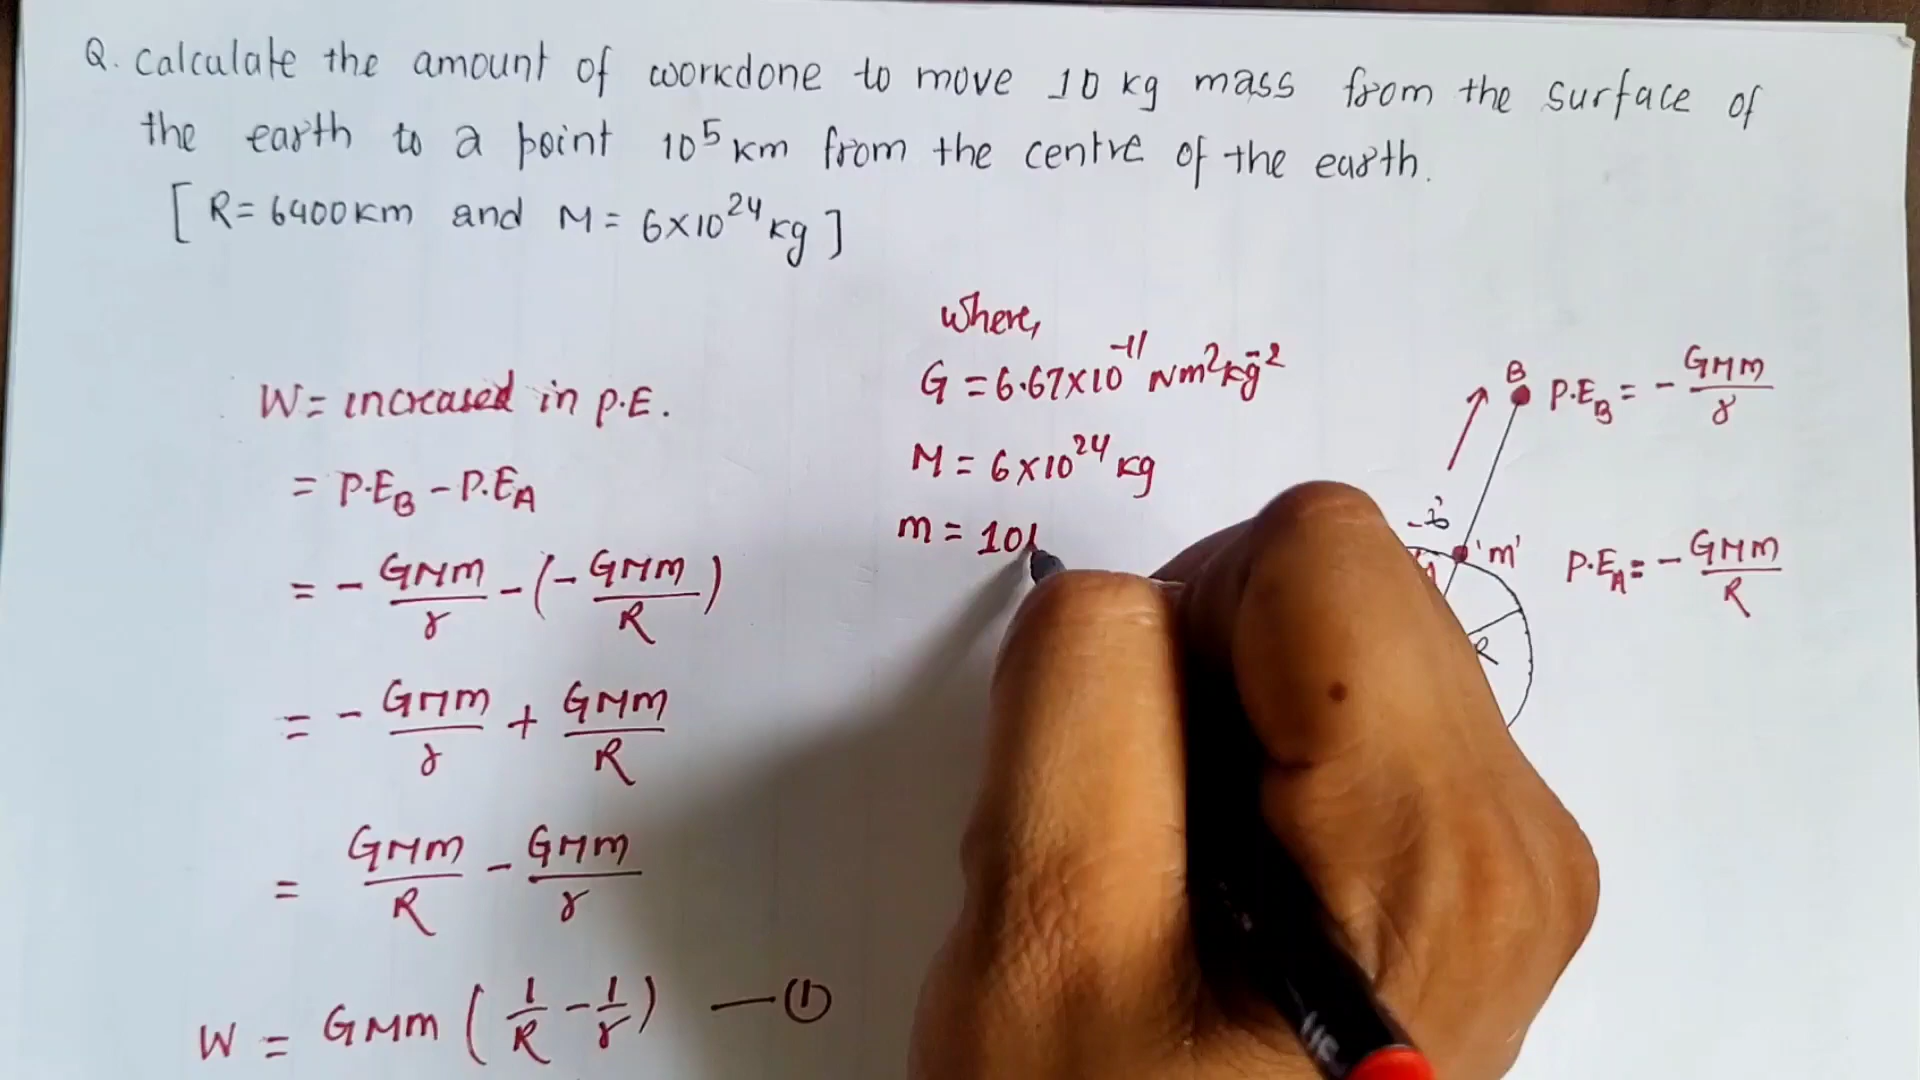 Q. Calculate the amount of workdone to move 10 kg mass from the surface of
the earth to a point 10⁵ km from the centre of the earth.
[R = 6400 km and M = 6×10²⁴ kg]
W = increased in P.E.
= P.E_B - P.E_A
= - GMm/r - (- GMm/R)
= - GMm/r + GMm/R
= GMm/R - GMm/r
W = GMm (1/R - 1/r) — ①
where,
G = 6.67×10⁻¹¹ Nm²kg⁻²
M = 6×10²⁴ kg
m = 10
B
P.E_B = - GMm/r
'm'
P.E_A = - GMm/R
R